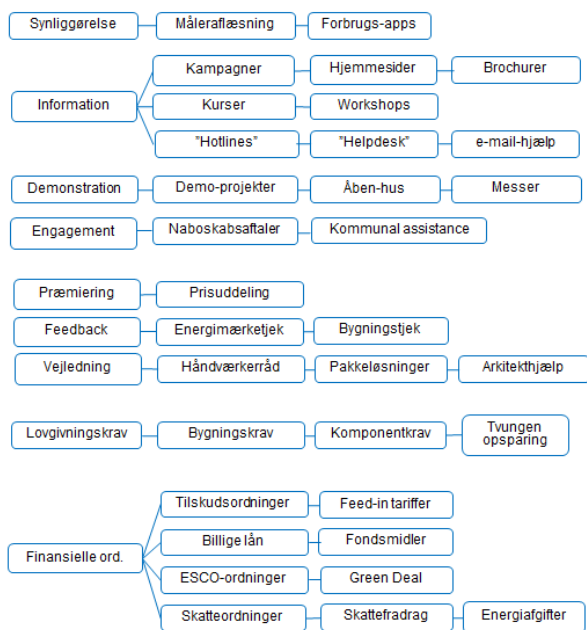 Synliggørelse
Måleraflæsning
Forbrugs-apps
Kampagner
Hjemmesider
Brochurer
Information
Kurser
Workshops
"Hotlines"
"Helpdesk"
e-mail-hjælp
Demonstration
Demo-projekter
Åben-hus
Messer
Engagement
Naboskabsaftaler
Kommunal assistance
Præmiering
Prisuddeling
Feedback
Energimærketjek
Bygningstjek
Vejledning
Håndværkerråd
Pakkeløsninger
Arkitekthjælp
Lovgivningskrav
Bygningskrav
Komponentkrav
Tvungen
opsparing
Tilskudsordninger
Feed-in tariffer
Billige lån
Fondsmidler
Finansielle ord.
ESCO-ordninger
Green Deal
Skatteordninger
Skattefradrag
Energiafgifter